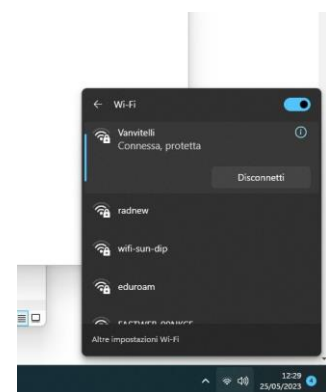 Wi-Fi
Vanvitelli
Connessa, protetta
Disconnetti
radnew
wifi-sun-dip
eduroam
Altre impostazioni Wi-Fi
12:29
25/05/2023